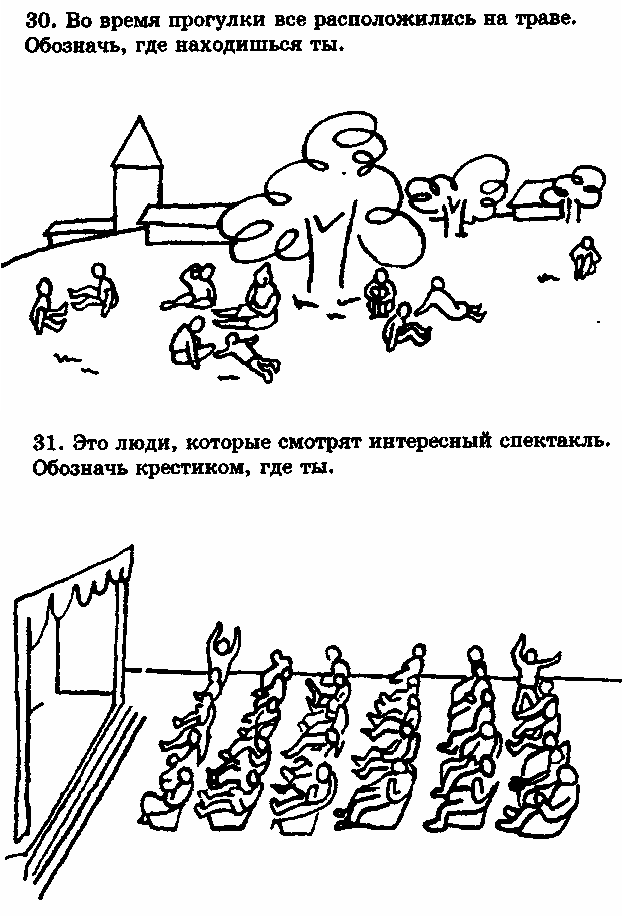 30. Во время прогулки все расположились на траве.
Обозначь, где находишься ты.
31. Это люди, которые смотрят интересный спектакль.
Обозначь крестиком, где ты.